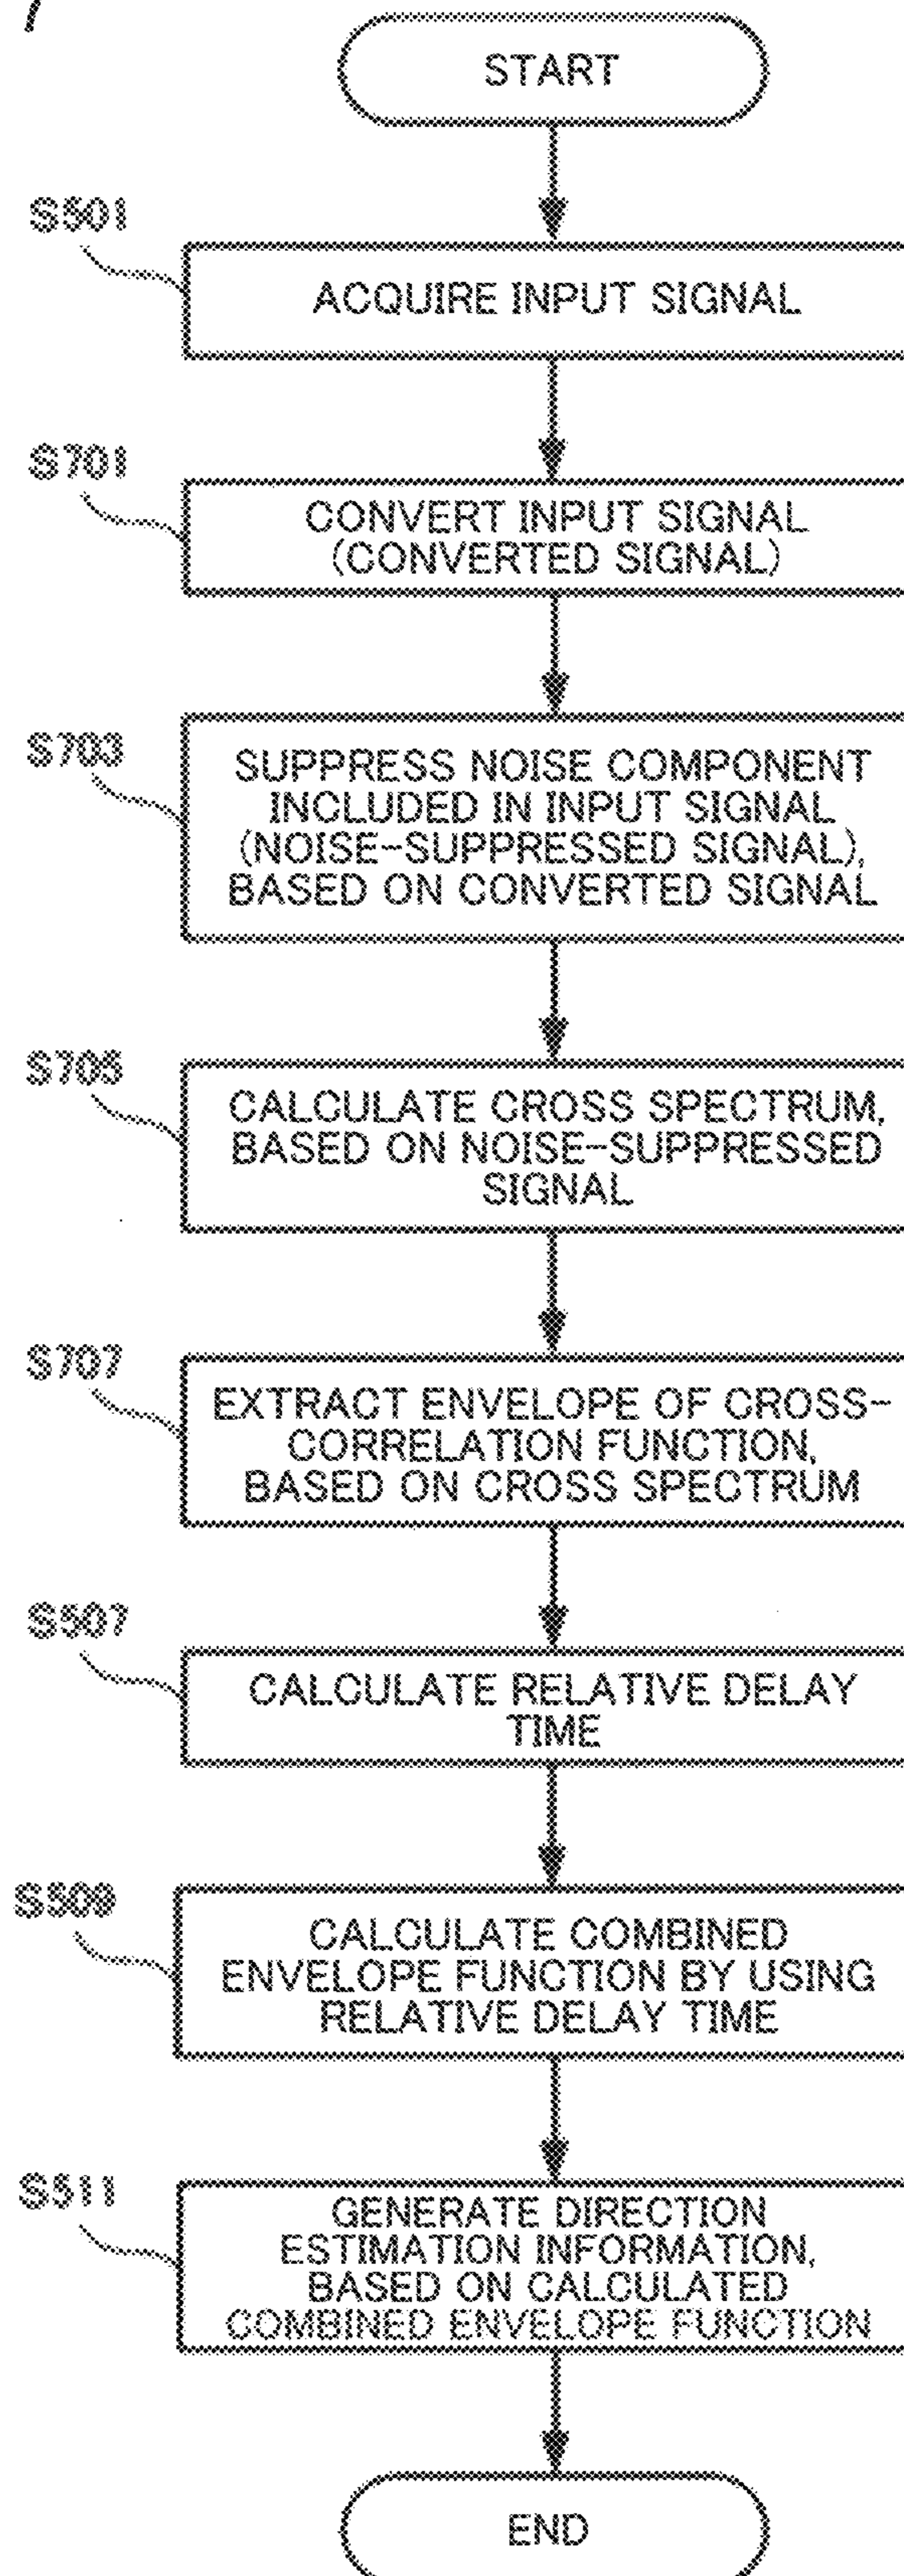 START
S501
ACQUIRE INPUT SIGNAL
S701
CONVERT INPUT SIGNAL
(CONVERTED SIGNAL)
S703
SUPPRESS NOISE COMPONENT
INCLUDED IN INPUT SIGNAL
(NOISE-SUPPRESSED SIGNAL),
BASED ON CONVERTED SIGNAL
S705
CALCULATE CROSS SPECTRUM,
BASED ON NOISE-SUPPRESSED
SIGNAL
S707
EXTRACT ENVELOPE OF CROSS-
CORRELATION FUNCTION,
BASED ON CROSS SPECTRUM
S507
CALCULATE RELATIVE DELAY
TIME
S509
CALCULATE COMBINED
ENVELOPE FUNCTION BY USING
RELATIVE DELAY TIME
S511
GENERATE DIRECTION
ESTIMATION INFORMATION,
BASED ON CALCULATED
COMBINED ENVELOPE FUNCTION
END